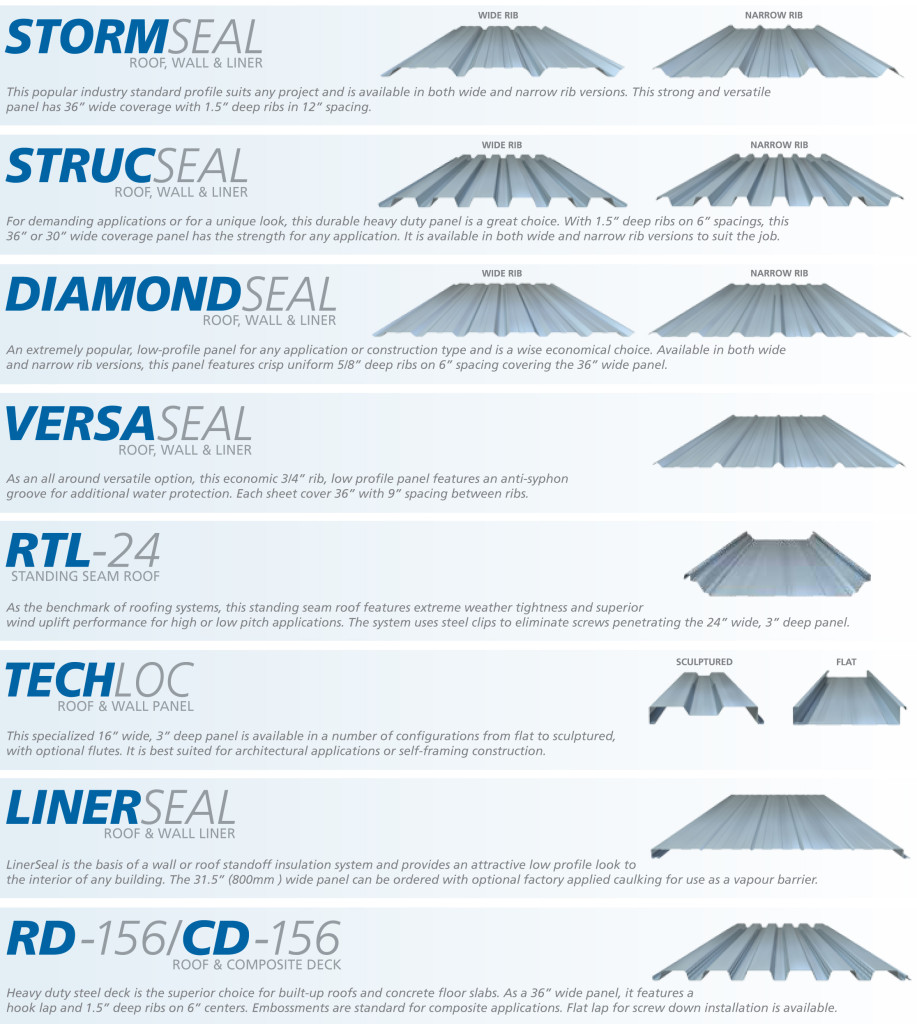 STORMSEAL
ROOF, WALL & LINER
WIDE RIB
NARROW RIB
This popular industry standard profile suits any project and is available in both wide and narrow rib versions. This strong and versatile
panel has 36” wide coverage with 1.5” deep ribs in 12” spacing.
STRUCSEAL
ROOF, WALL & LINER
WIDE RIB
NARROW RIB
For demanding applications or for a unique look, this durable heavy duty panel is a great choice. With 1.5” deep ribs on 6” spacings, this
36” or 30” wide coverage panel has the strength for any application. It is available in both wide and narrow rib versions to suit the job.
DIAMONDSEAL
ROOF, WALL & LINER
WIDE RIB
NARROW RIB
An extremely popular, low-profile panel for any application or construction type and is a wise economical choice. Available in both wide
and narrow rib versions, this panel features crisp uniform 5/8” deep ribs on 6” spacing covering the 36” wide panel.
VERSASEAL
ROOF, WALL & LINER
As an all around versatile option, this economic 3/4” rib, low profile panel features an anti-syphon
groove for additional water protection. Each sheet cover 36” with 9” spacing between ribs.
RTL-24
STANDING SEAM ROOF
As the benchmark of roofing systems, this standing seam roof features extreme weather tightness and superior
wind uplift performance for high or low pitch applications. The system uses steel clips to eliminate screws penetrating the 24” wide, 3” deep panel.
TECHLOC
ROOF & WALL PANEL
SCULPTURED
FLAT
This specialized 16” wide, 3” deep panel is available in a number of configurations from flat to sculptured,
with optional flutes. It is best suited for architectural applications or self-framing construction.
LINERSEAL
ROOF & WALL LINER
LinerSeal is the basis of a wall or roof standoff insulation system and provides an attractive low profile look to
the interior of any building. The 31.5” (800mm ) wide panel can be ordered with optional factory applied caulking for use as a vapour barrier.
RD-156/CD-156
ROOF & COMPOSITE DECK
Heavy duty steel deck is the superior choice for built-up roofs and concrete floor slabs. As a 36” wide panel, it features a
hook lap and 1.5” deep ribs on 6” centers. Embossments are standard for composite applications. Flat lap for screw down installation is available.